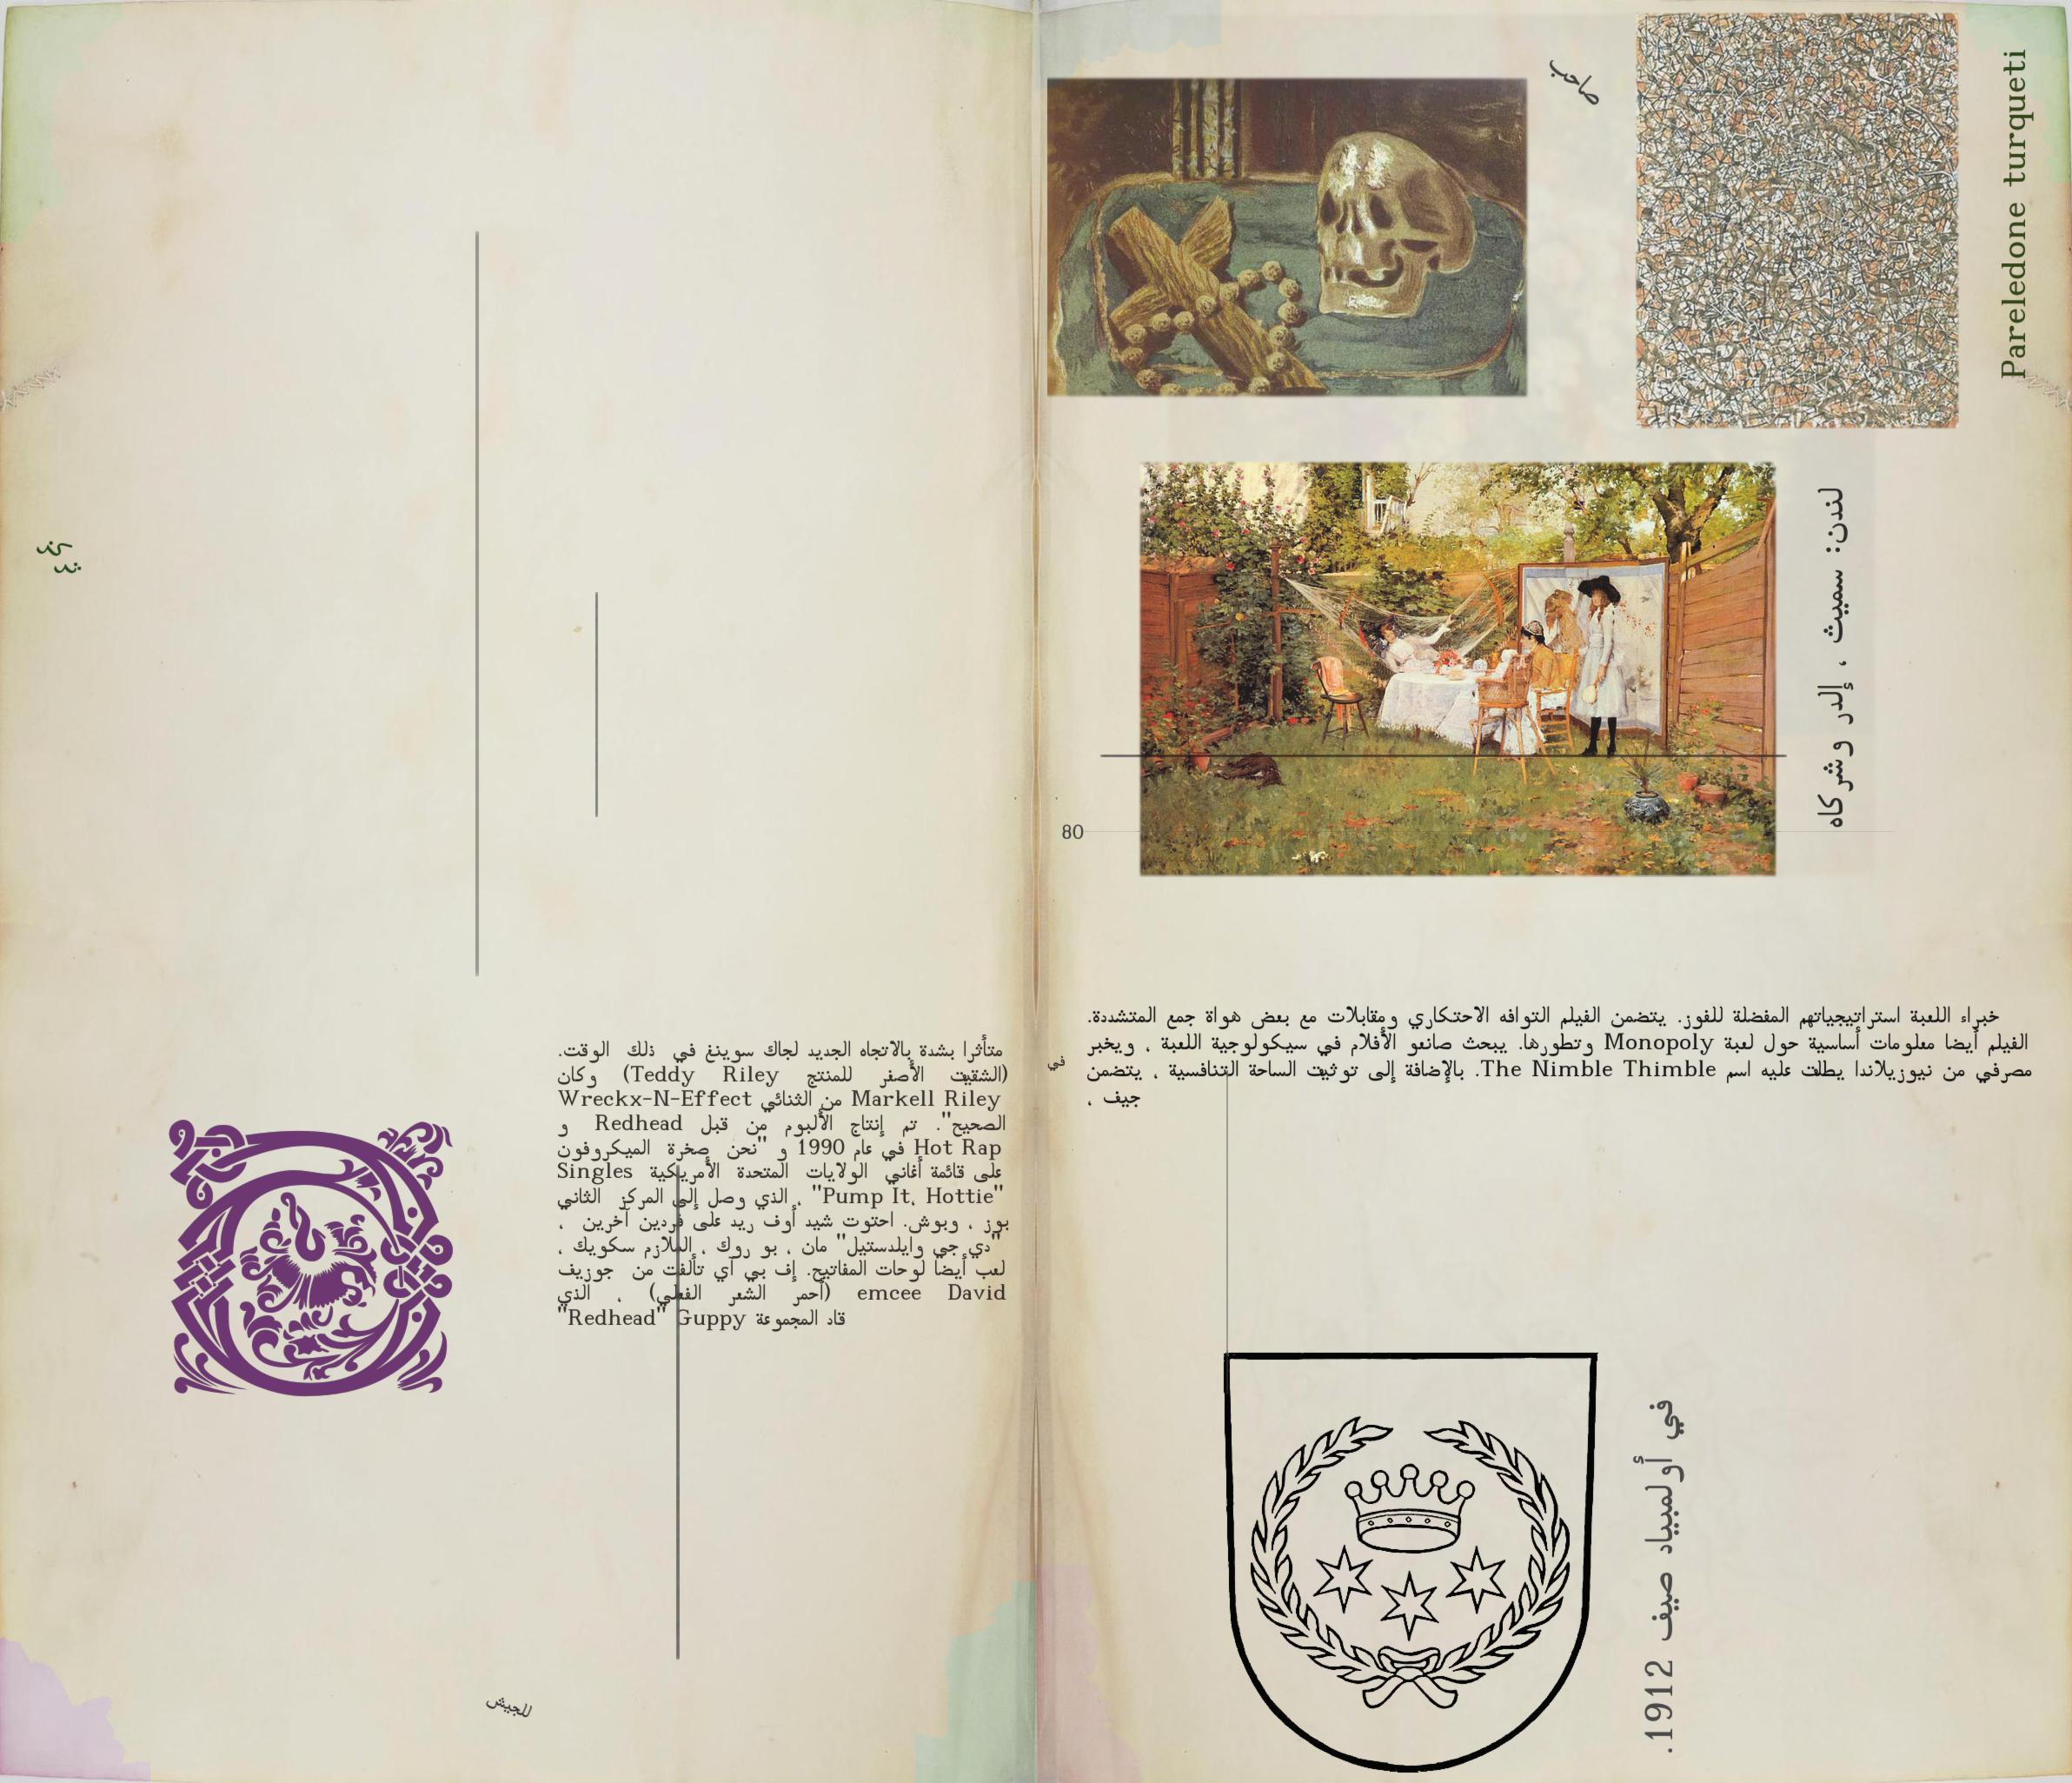 صاحب
Pareledone turqueti
لندن: سميث ، إلدر وشركاه
80
خبراء اللعبة استراتيجياتهم المفضلة للفوز. يتضمن الفيلم التوافه الاحتكاري ومقابلات مع بعض هواة جمع المتشددة.
الفيلم أيضا معلومات أساسية حول لعبة Monopoly وتطورها. يبحث صانعو الأفلام في سيكولوجية اللعبة ، ويخبر
مصرفي من نيوزيلاندا يطلق عليه اسم The Nimble Thimble. بالإضافة إلى توثيق الساحة التنافسية ، يتضمن
جيف ،
في
في أولمبياد صيف 1912.
متأثرا بشدة بالاتجاه الجديد لجاك سوينغ في ذلك الوقت.
(الشقيق الأصغر للمنتج Teddy Riley) وكان
Markell Riley من الثنائي Wreckx-N-Effect
الصحيح". تم إنتاج الألبوم من قبل Redhead و
Hot Rap في عام 1990 و "نحن صخرة الميكروفون
على قائمة أغاني الولايات المتحدة الأمريكية Singles
"Pump It, Hottie" ، الذي وصل إلى المركز الثاني
بوز ، وبوش. احتوت شيد أوف ريد على فردين آخرين ،
"دي جي وايلدستيل" مان ، بو روك ، الملازم سكويك ،
لعب أيضا لوحات المفاتيح. إف بي آي تألفت من جوزيف
emcee David (أحمر الشعر الفعلي) ، الذي
قاد المجموعة "Redhead" Guppy
للجيش